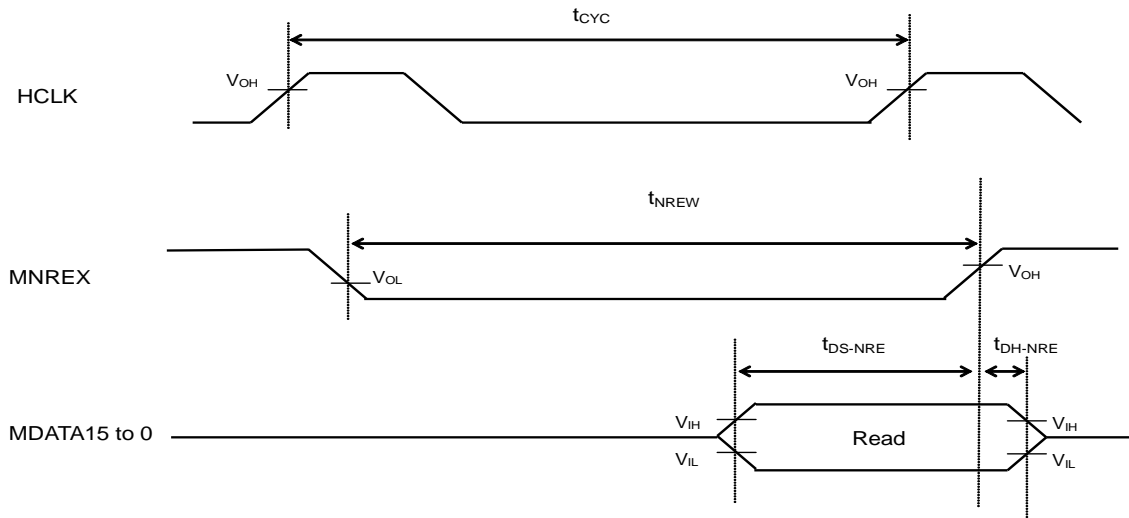 tCYC
VOH VOH
HCLK
tNREW
MNREX
VOL VOH
tDS-NRE tDH-NRE
VIH VIH
MDATA15 to 0 Read
VIL VIL